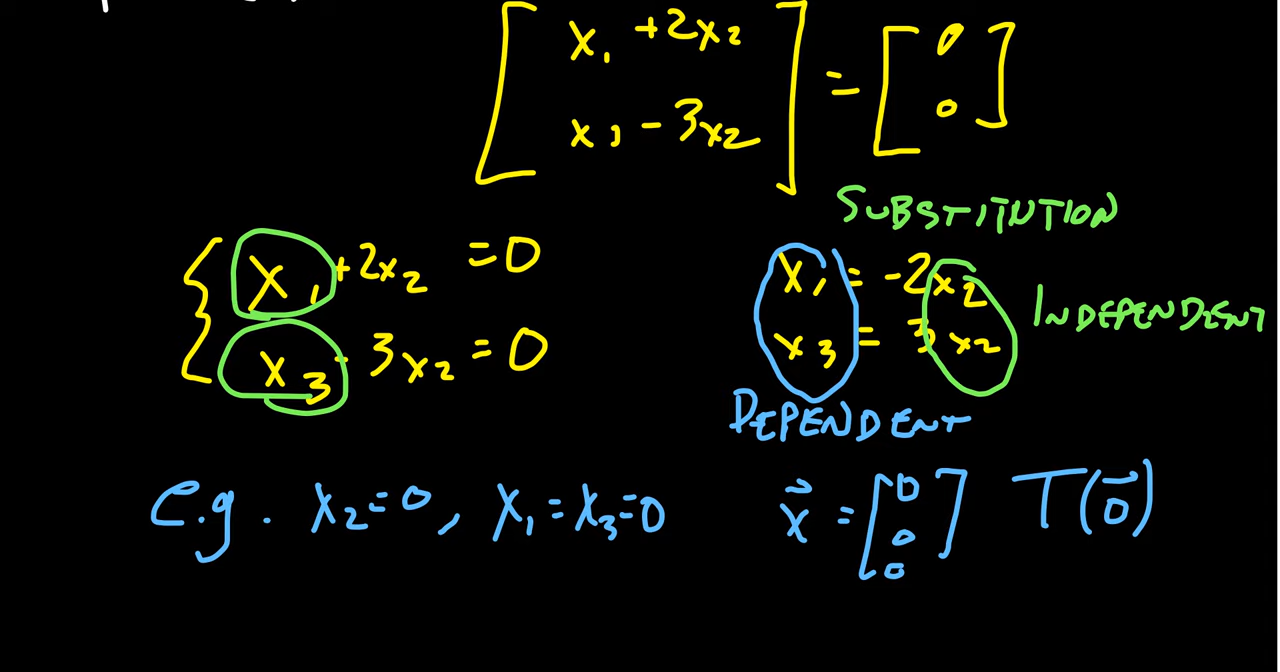 [ x₁ + 2x₂ ] = [ 0 ]
[ x₃ - 3x₂ ] [ 0 ]
SUBSTITUTION
{ x₁ + 2x₂ = 0
x₃ - 3x₂ = 0
x₁ = -2x₂
x₃ = 3x₂
INDEPENDENT
DEPENDENT
e.g. x₂ = 0, x₁ = x₃ = 0
x⃗ = [ 0 0 0 ] T(0⃗)